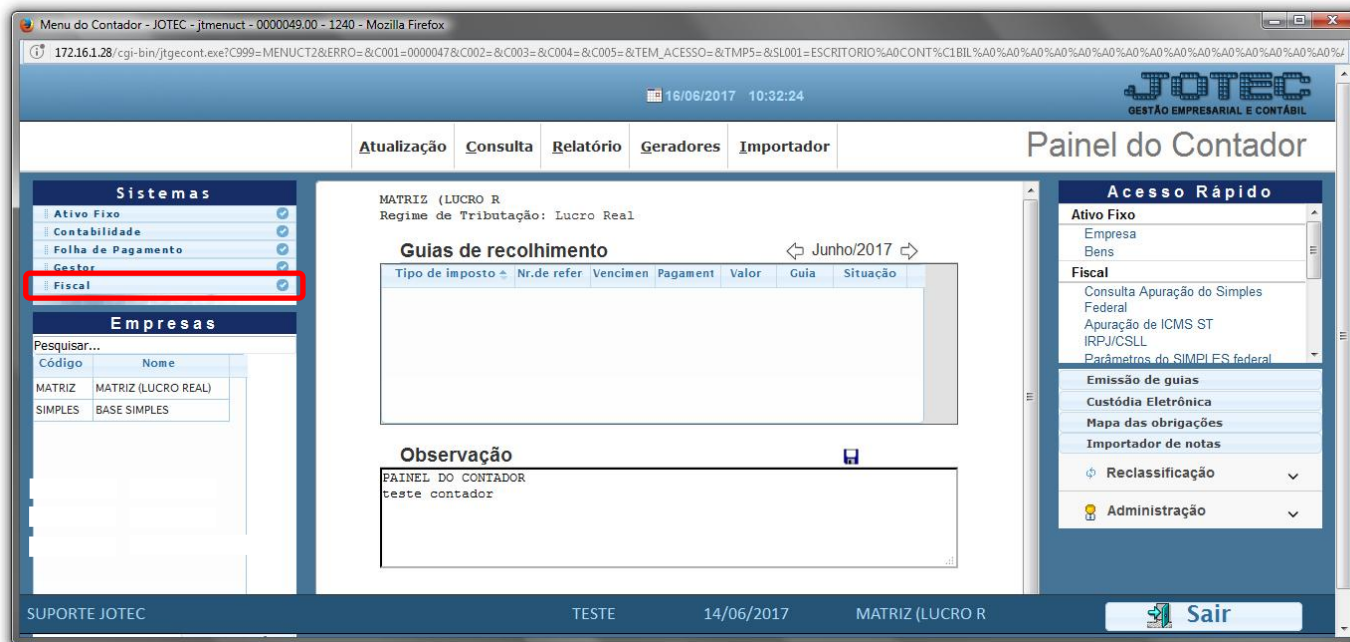 Menu do Contador - JOTEC - jtmenuct - 0000049.00 - 1240 - Mozilla Firefox
172.16.1.28/cgi-bin/jtgecont.exe?C999=MENUCT2&ERRO=&C001=0000047&C002=&C003=&C004=&C005=&TEM_ACESSO=&TMP5=&SL001=ESCRITORIO%A0CONT%C1BIL%A0%A0%A0%A0%A0%A0%A0%A0%A0%A0%A0%A0%A0%A0%
16/06/2017 10:32:24
JOTEC
GESTÃO EMPRESARIAL E CONTÁBIL
Atualização Consulta Relatório Geradores Importador
Painel do Contador
Sistemas
Ativo Fixo
Contabilidade
Folha de Pagamento
Gestor
Fiscal
Empresas
Pesquisar...
Código Nome
MATRIZ MATRIZ (LUCRO REAL)
SIMPLES BASE SIMPLES
MATRIZ (LUCRO R
Regime de Tributação: Lucro Real
Guias de recolhimento Junho/2017
Tipo de imposto Nr.de refer Vencimen Pagament Valor Guia Situação
Observação
PAINEL DO CONTADOR
teste contador
Acesso Rápido
Ativo Fixo
Empresa
Bens
Fiscal
Consulta Apuração do Simples
Federal
Apuração de ICMS ST
IRPJ/CSLL
Parâmetros do SIMPLES federal
Emissão de guias
Custódia Eletrônica
Mapa das obrigações
Importador de notas
Reclassificação
Administração
SUPORTE JOTEC TESTE 14/06/2017 MATRIZ (LUCRO R Sair